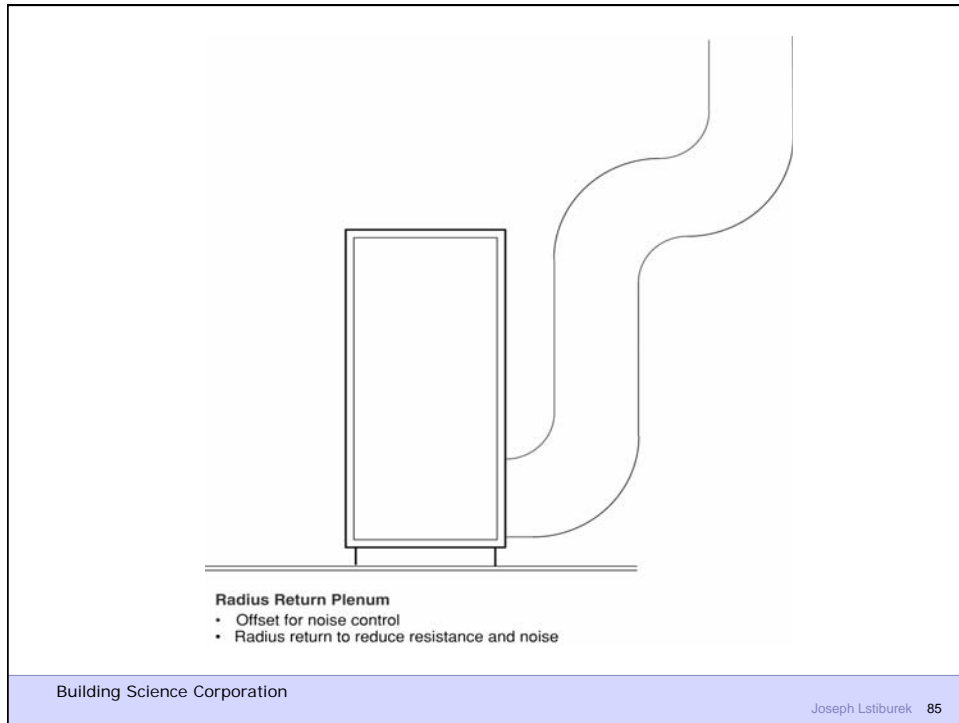 Radius Return Plenum
• Offset for noise control
• Radius return to reduce resistance and noise
Building Science Corporation
Joseph Lstiburek 85